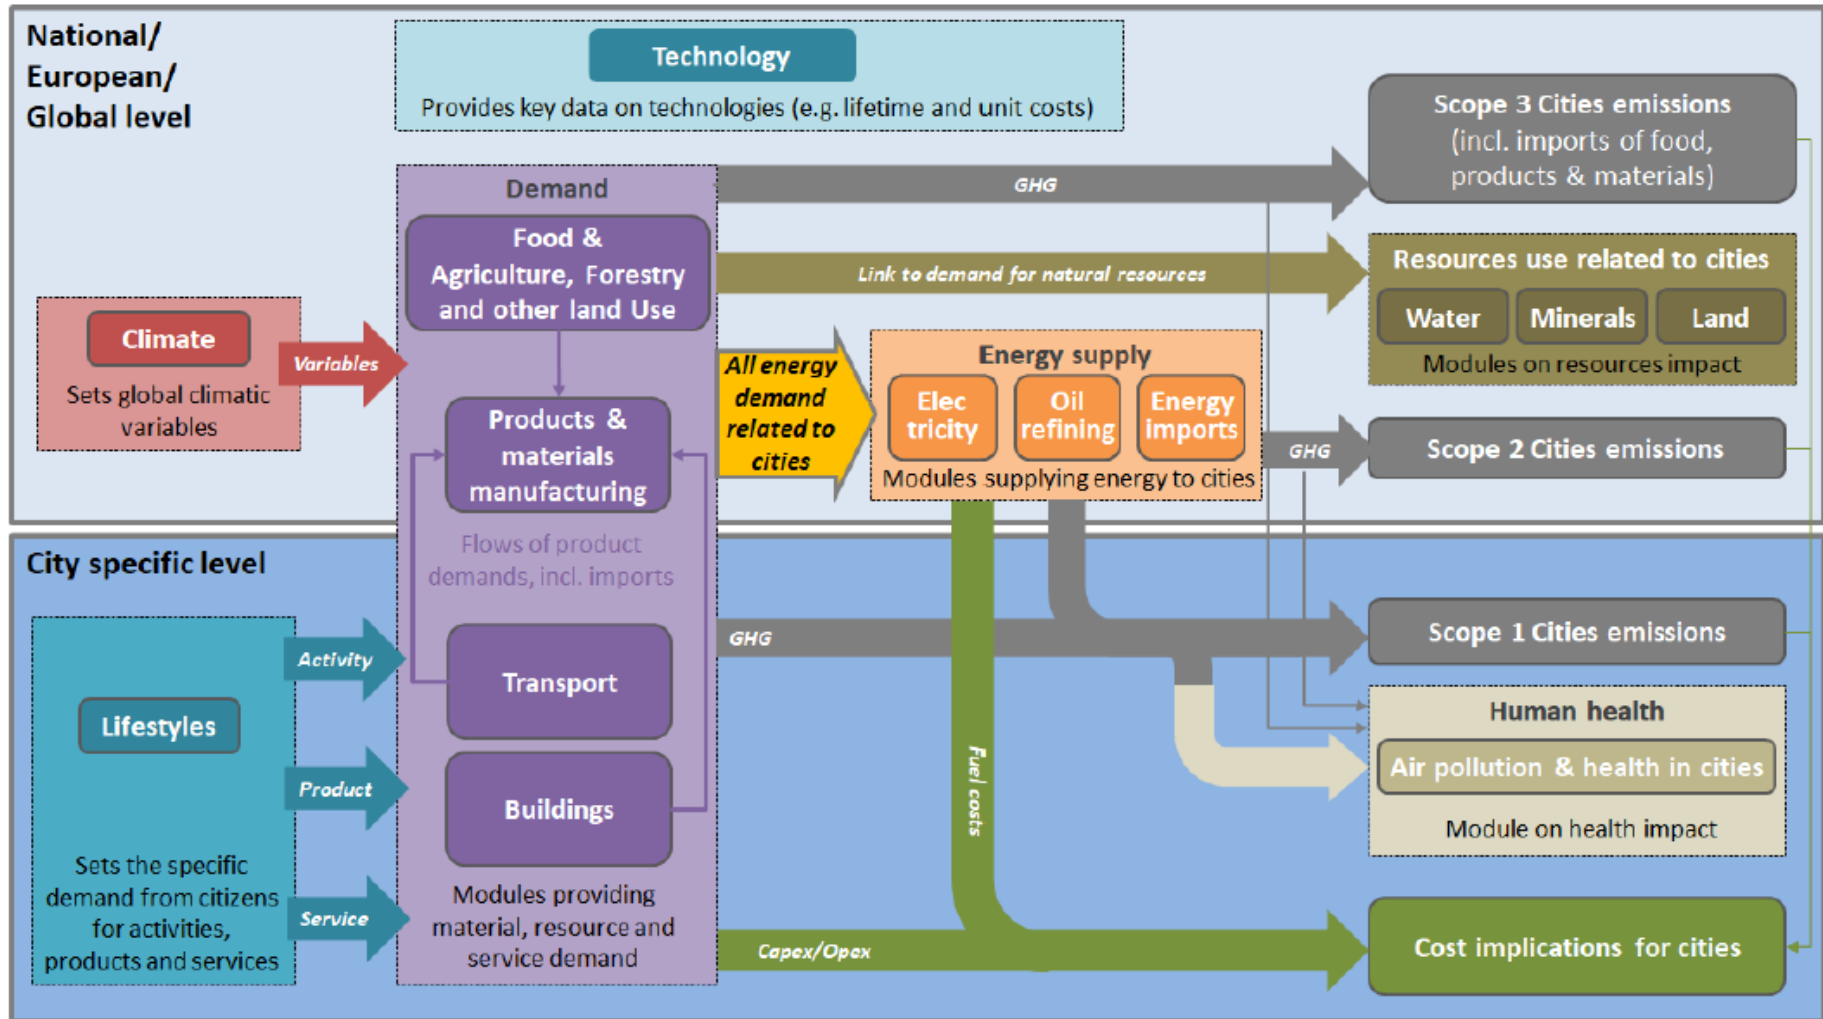 National/
European/
Global level
Technology
Provides key data on technologies (e.g. lifetime and unit costs)
Scope 3 Cities emissions
(incl. imports of food,
products & materials)
Demand
GHG
Food &
Agriculture, Forestry
and other land Use
Link to demand for natural resources
Resources use related to cities
Water
Minerals
Land
Modules on resources impact
Climate
Sets global climatic
variables
Variables
All energy
demand
related to
cities
Energy supply
Elec
tricity
Oil
refining
Energy
imports
Modules supplying energy to cities
GHG
Scope 2 Cities emissions
Products &
materials
manufacturing
Flows of product
demands, incl. imports
City specific level
Lifestyles
Sets the specific
demand from citizens
for activities,
products and services
Activity
Product
Service
Transport
Buildings
Modules providing
material, resource and
service demand
GHG
Scope 1 Cities emissions
Human health
Air pollution & health in cities
Module on health impact
Fuel costs
Capex/Opex
Cost implications for cities